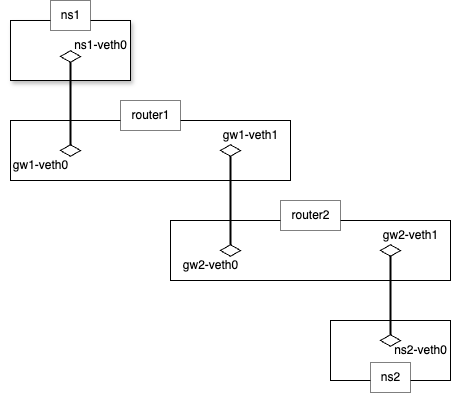 ns1
ns1-veth0
router1
gw1-veth1
gw1-veth0
router2
gw2-veth1
gw2-veth0
ns2-veth0
ns2